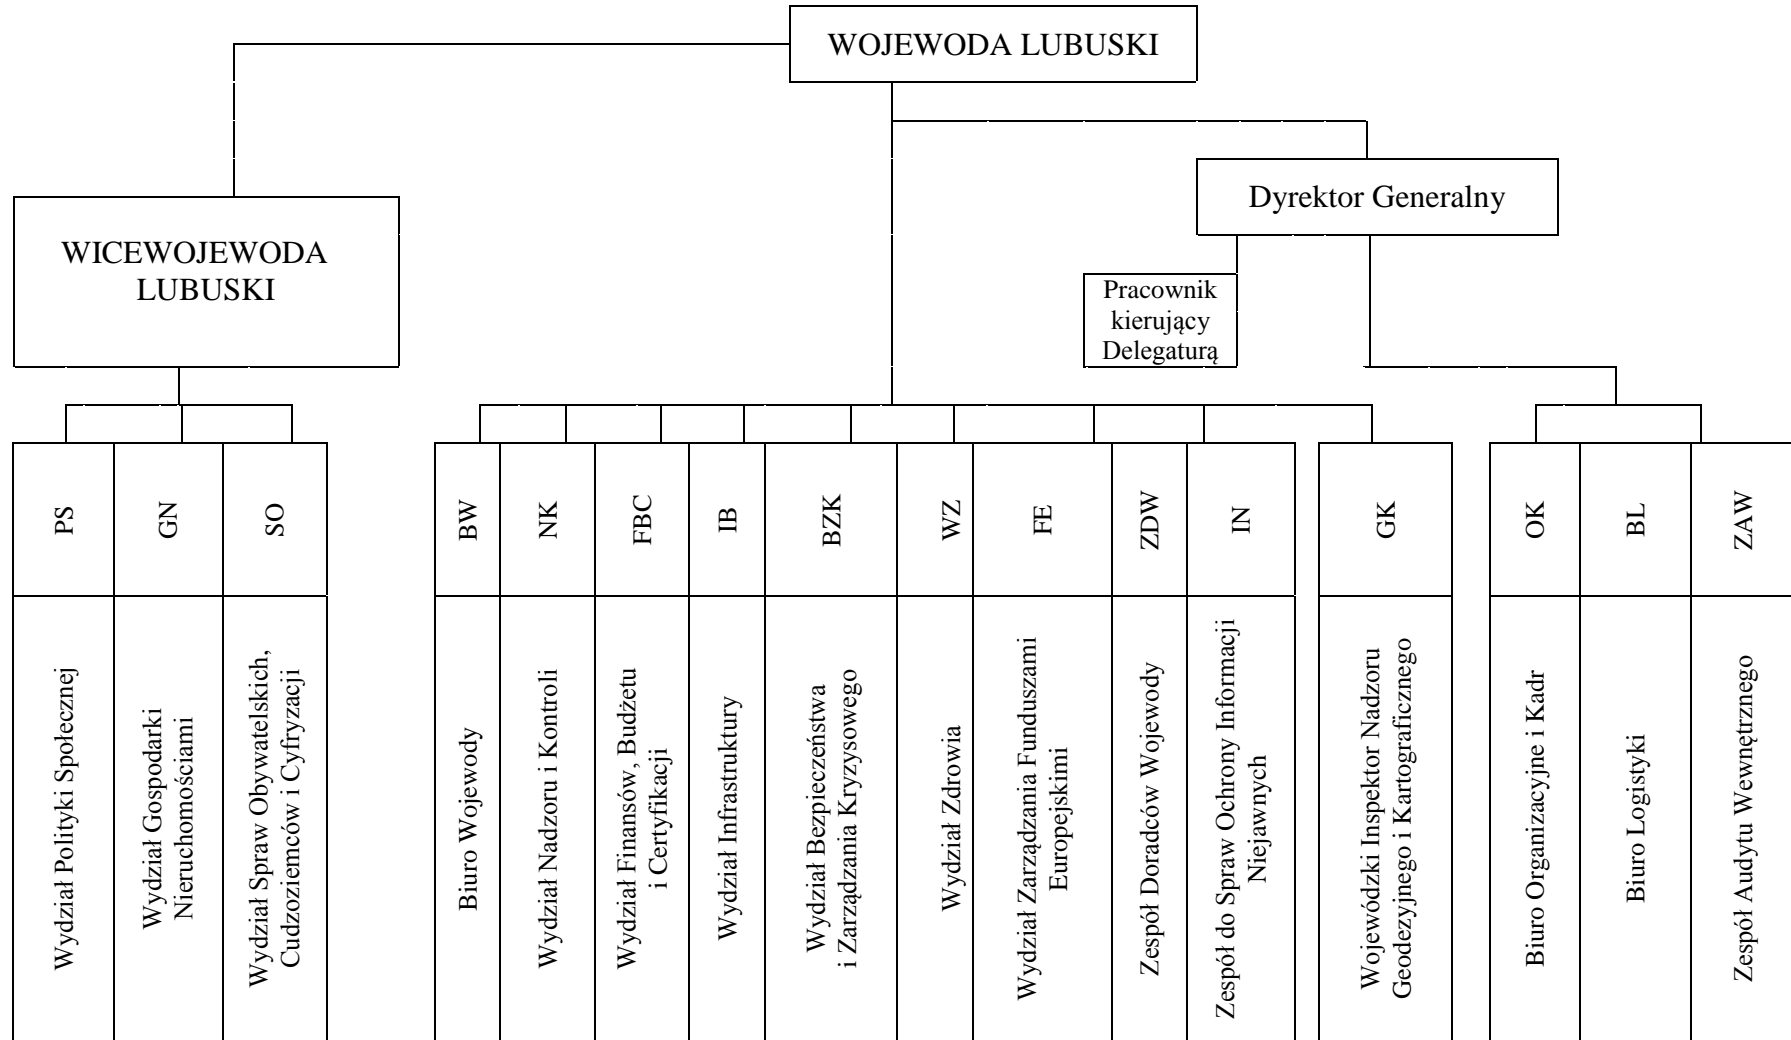 WOJEWODA LUBUSKI
Dyrektor Generalny
WICEWOJEWODA
LUBUSKI
Pracownik
kierujący
Delegaturą
PS
GN
SO
BW
NK
FBC
IB
BZK
WZ
FE
ZDW
IN
GK
OK
BL
ZAW
Wydział Polityki Społecznej
Wydział Gospodarki
Nieruchomościami
Wydział Spraw Obywatelskich,
Cudzoziemców i Cyfryzacji
Biuro Wojewody
Wydział Nadzoru i Kontroli
Wydział Finansów, Budżetu
i Certyfikacji
Wydział Infrastruktury
Wydział Bezpieczeństwa
i Zarządzania Kryzysowego
Wydział Zdrowia
Wydział Zarządzania Funduszami
Europejskimi
Zespół Doradców Wojewody
Zespół do Spraw Ochrony Informacji
Niejawnych
Wojewódzki Inspektor Nadzoru
Geodezyjnego i Kartograficznego
Biuro Organizacyjne i Kadr
Biuro Logistyki
Zespół Audytu Wewnętrznego